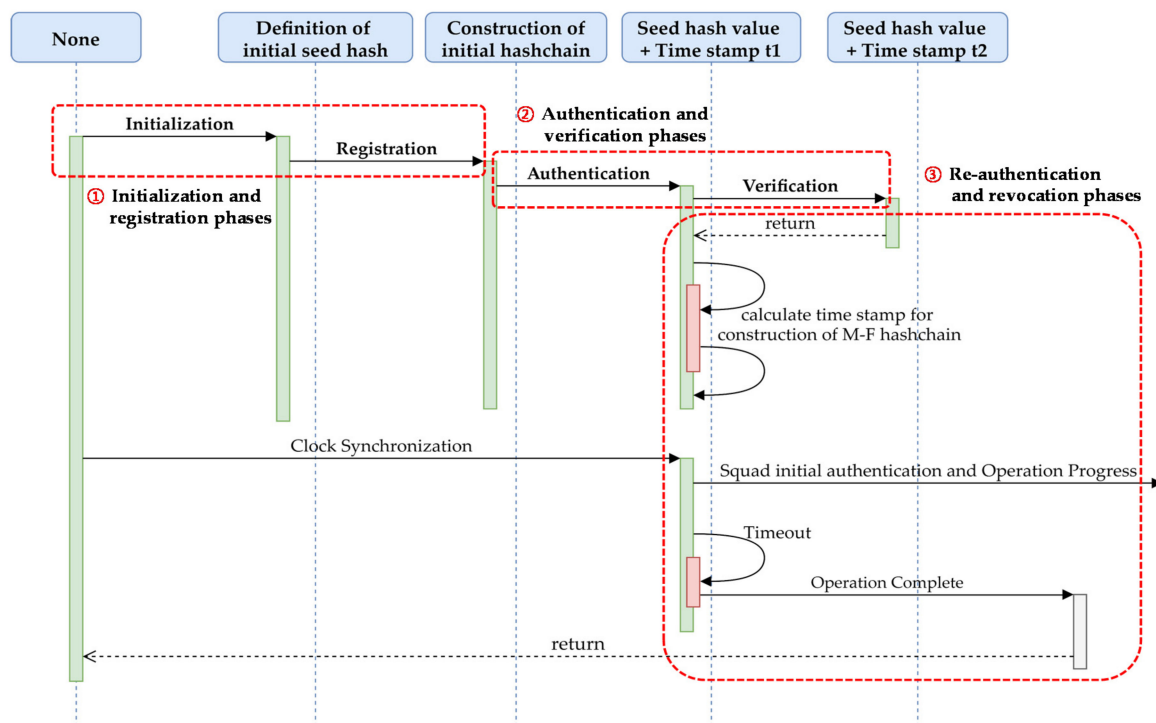 None
Definition of
initial seed hash
Construction of
initial hashchain
Seed hash value
+ Time stamp t1
Seed hash value
+ Time stamp t2
Initialization
② Authentication and
verification phases
Registration
Authentication
Verification
③ Re-authentication
and revocation phases
① Initialization and
registration phases
return
calculate time stamp for
construction of M-F hashchain
Clock Synchronization
Squad initial authentication and Operation Progress
Timeout
Operation Complete
return